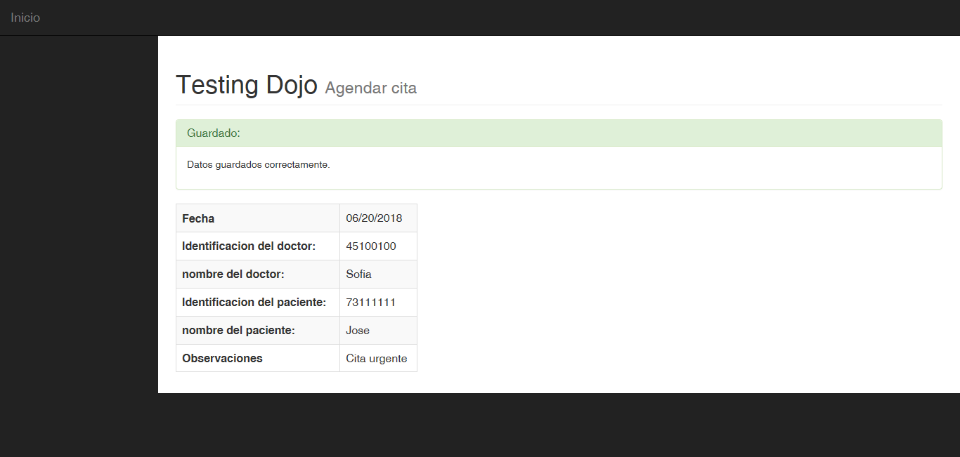 Inicio
Testing Dojo Agendar cita
Guardado:
Datos guardados correctamente.
Fecha 06/20/2018
Identificacion del doctor: 45100100
nombre del doctor: Sofia
Identificacion del paciente: 73111111
nombre del paciente: Jose
Observaciones Cita urgente